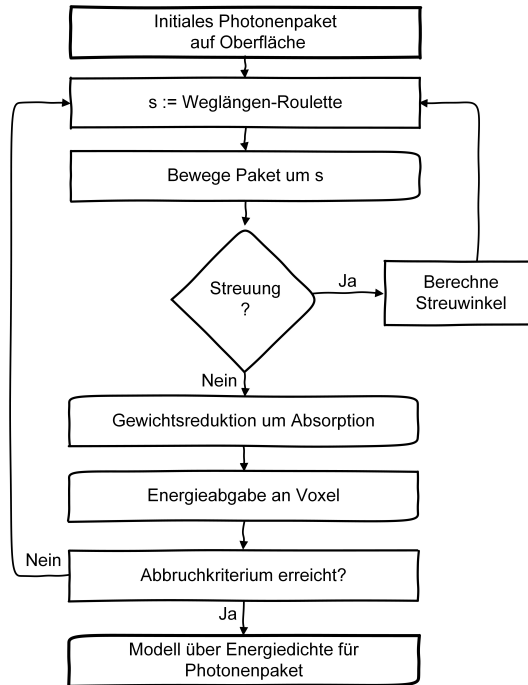 Initiales Photonenpaket
auf Oberfläche
s := Weglängen-Roulette
Bewege Paket um s
Streuung
?
Ja
Berechne
Streuwinkel
Nein
Gewichtsreduktion um Absorption
Energieabgabe an Voxel
Nein
Abbruchkriterium erreicht?
Ja
Modell über Energiedichte für
Photonenpaket